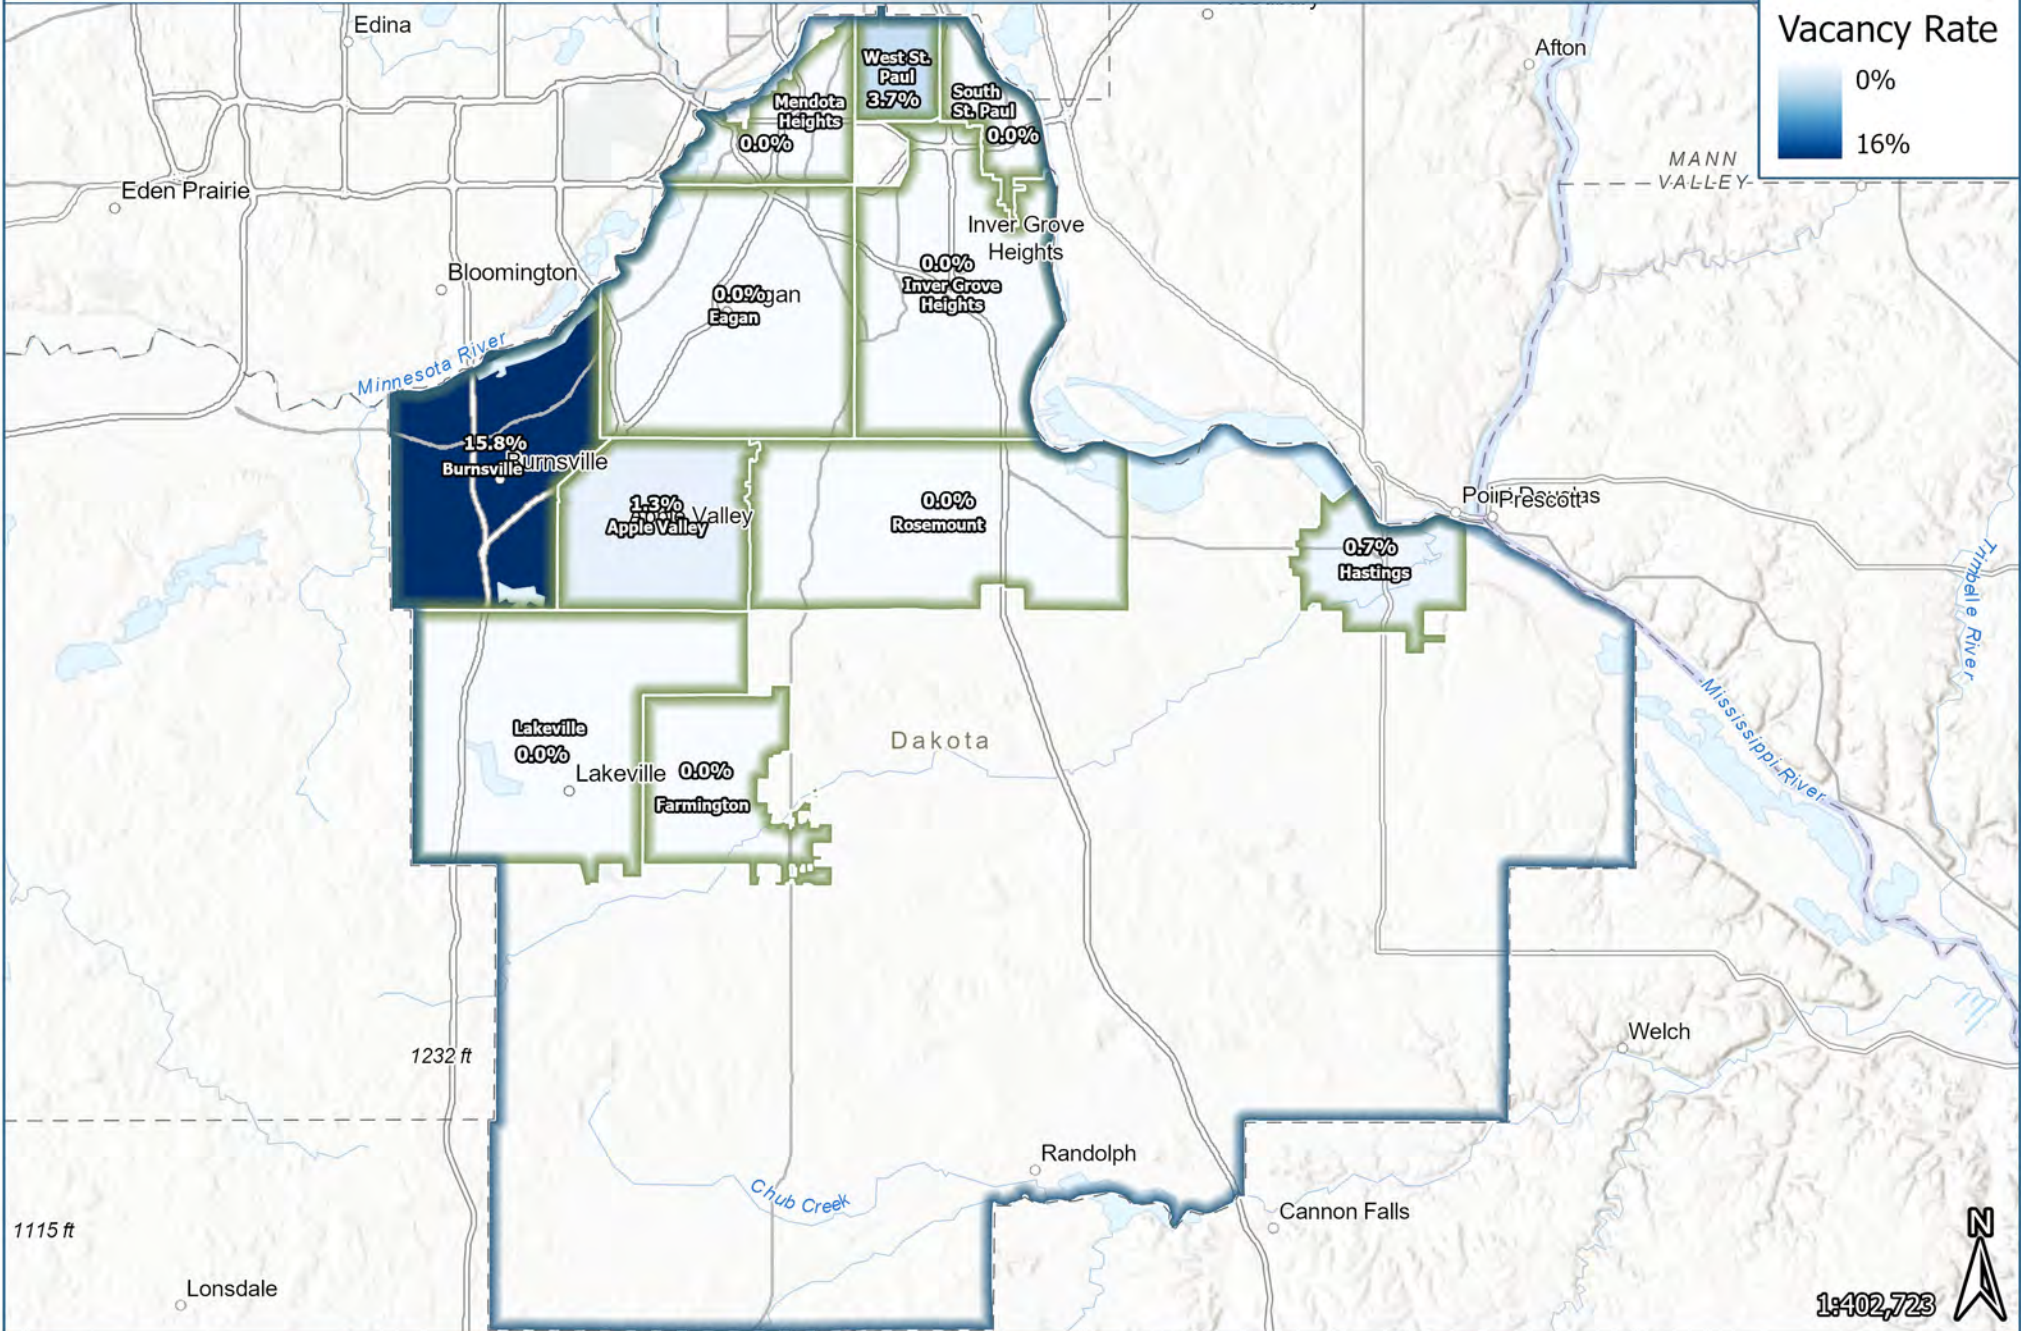 Vacancy Rate
0%
16%
Edina
Afton
West St.
Paul
3.7%
South
St. Paul
0.0%
Mendota
Heights
0.0%
MANN
VALLEY
Eden Prairie
Inver Grove
Heights
0.0%
Inver Grove
Heights
Bloomington
0.0%
Eagan
Minnesota River
15.8%
Burnsville
Burnsville
1.3%
Valley
Apple Valley
0.0%
Rosemount
Prescott
0.7%
Hastings
Trimbelle River
Mississippi River
Lakeville
0.0%
Lakeville
0.0%
Farmington
Dakota
1232 ft
Welch
Randolph
Chub Creek
Cannon Falls
1115 ft
Lonsdale
N
1:402,723